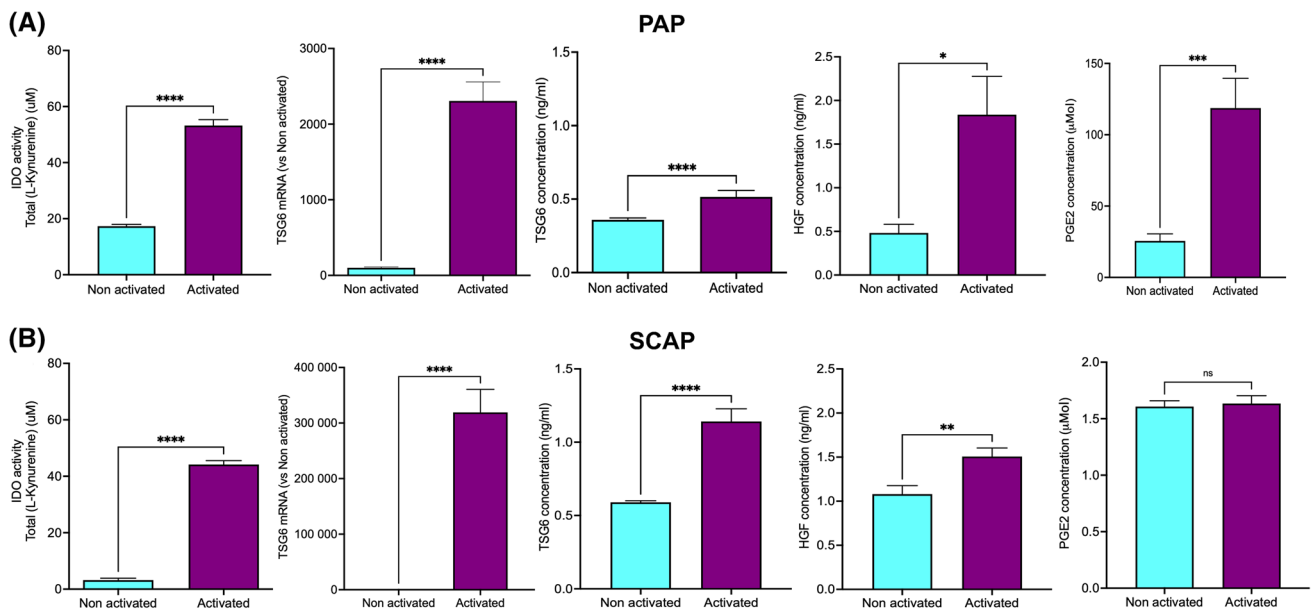 (A)
PAP
IDO activity
Total (L-Kynurenine) (uM)
80
60
40
20
0
****
Non activated
Activated
TSG6 mRNA (vs Non activated)
3000
2000
1000
0
****
Non activated
Activated
TSG6 concentration (ng/ml)
1.5
1.0
0.5
0.0
****
Non activated
Activated
HGF concentration (ng/ml)
2.5
2.0
1.5
1.0
0.5
0.0
*
Non activated
Activated
PGE2 concentration (μMol)
150
100
50
0
***
Non activated
Activated
(B)
SCAP
IDO activity
Total (L-Kynurenine) (uM)
80
60
40
20
0
****
Non activated
Activated
TSG6 mRNA (vs Non activated)
400 000
300 000
200 000
100 000
0
****
Non activated
Activated
TSG6 concentration (ng/ml)
1.5
1.0
0.5
0.0
****
Non activated
Activated
HGF concentration (ng/ml)
2.5
2.0
1.5
1.0
0.5
0.0
**
Non activated
Activated
PGE2 concentration (μMol)
2.0
1.5
1.0
0.5
0.0
ns
Non activated
Activated